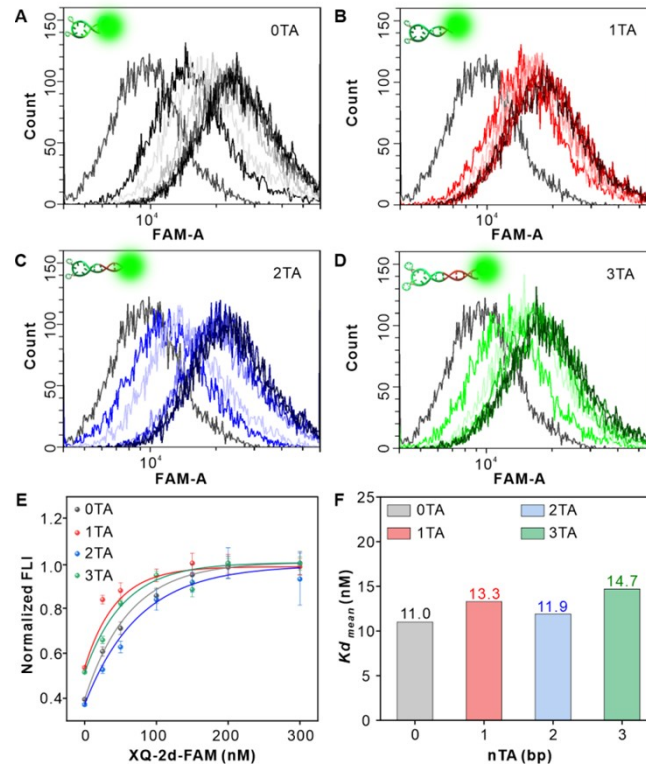 A
0TA
150
100
50
0
Count
10⁴
FAM-A
B
1TA
150
100
50
0
Count
10⁴
FAM-A
C
2TA
150
100
50
0
Count
10⁴
FAM-A
D
3TA
150
100
50
0
Count
10⁴
FAM-A
E
0TA
1TA
2TA
3TA
1.2
1.0
0.8
0.6
0.4
Normalized FLI
0 100 200 300
XQ-2d-FAM (nM)
F
0TA 2TA
1TA 3TA
25
20
15
10
5
0
Kd mean (nM)
11.0 13.3 11.9 14.7
0 1 2 3
nTA (bp)